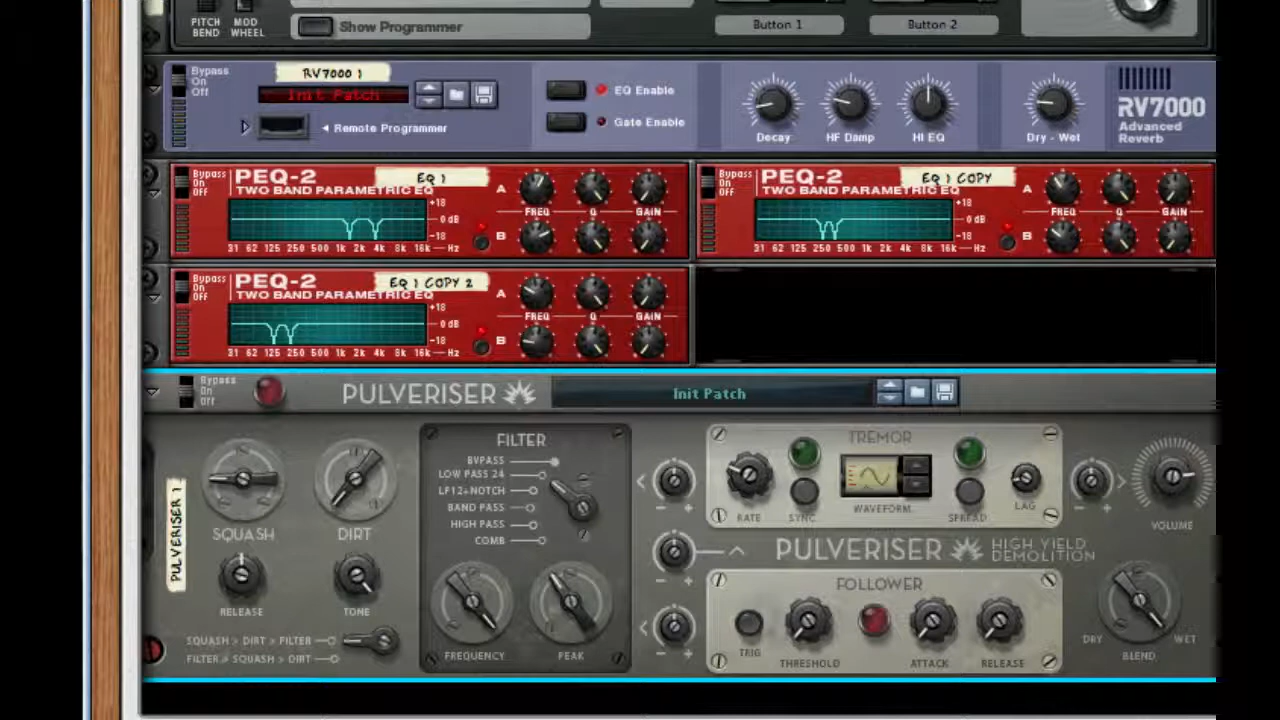 PITCH BEND
MOD WHEEL
Show Programmer
Button 1
Button 2
Bypass
On
Off
RV7000 1
Init Patch
Remote Programmer
EQ Enable
Gate Enable
Decay
HF Damp
HI EQ
Dry - Wet
RV7000
Advanced
Reverb
Bypass
On
Off
PEQ-2
TWO BAND PARAMETRIC EQ
EQ 1
+18
0 dB
-18
31 62 125 250 500 1k 2k 4k 8k 16k Hz
A
FREQ Q GAIN
B
Bypass
On
Off
PEQ-2
TWO BAND PARAMETRIC EQ
EQ 1 COPY
+18
0 dB
-18
31 62 125 250 500 1k 2k 4k 8k 16k Hz
A
FREQ Q GAIN
B
Bypass
On
Off
PEQ-2
TWO BAND PARAMETRIC EQ
EQ 1 COPY 2
+18
0 dB
-18
31 62 125 250 500 1k 2k 4k 8k 16k Hz
A
FREQ Q GAIN
B
Bypass
On
Off
PULVERISER
Init Patch
PULVERISER 1
SQUASH
DIRT
RELEASE
TONE
SQUASH > DIRT > FILTER
FILTER > SQUASH > DIRT
FILTER
BYPASS
LOW PASS 24
LP12+NOTCH
BAND PASS
HIGH PASS
COMB
FREQUENCY
PEAK
TREMOR
RATE
SYNC
WAVEFORM
SPREAD
LAG
VOLUME
PULVERISER
HIGH YIELD
DEMOLITION
FOLLOWER
TRIG
THRESHOLD
ATTACK
RELEASE
DRY
WET
BLEND